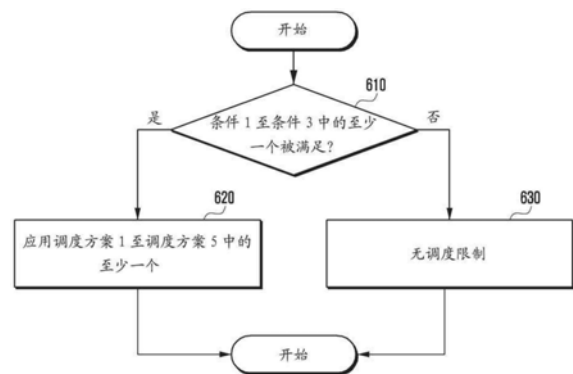 开始
610
条件 1 至条件 3 中的至少
一个被满足?
是
否
620
应用调度方案 1 至调度方案 5 中的
至少一个
630
无调度限制
开始